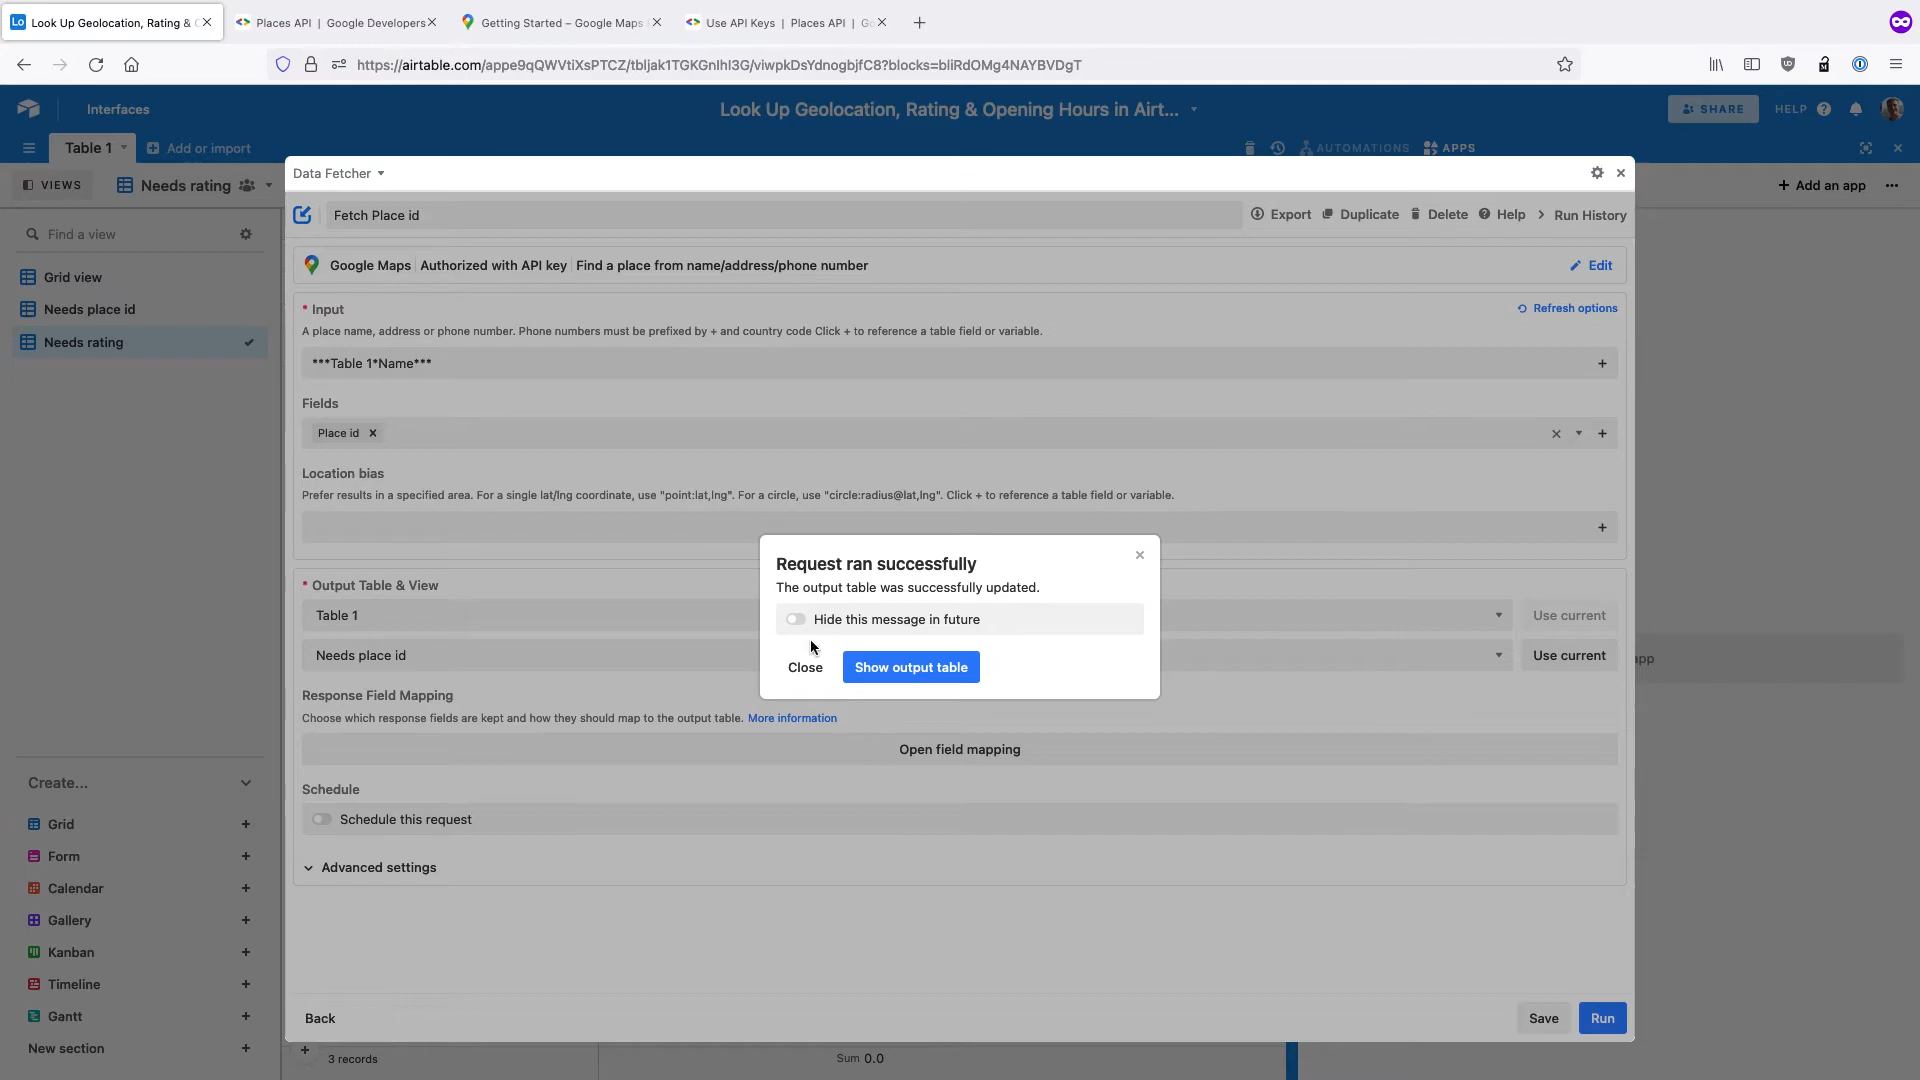 Look Up Geolocation, Rating &
Places API | Google Developers
Getting Started – Google Maps
Use API Keys | Places API | Go
https://airtable.com/appe9qQWVtiXsPTCZ/tbljak1TGKGnIhI3G/viwpkDsYdnogbjfC8?blocks=bliRdOMg4NAYBVDgT
Interfaces
Look Up Geolocation, Rating & Opening Hours in Airt...
SHARE
HELP
Table 1
Add or import
AUTOMATIONS
APPS
VIEWS
Needs rating
Data Fetcher
Add an app
Fetch Place id
Export
Duplicate
Delete
Help
Run History
Find a view
Google Maps
Authorized with API key
Find a place from name/address/phone number
Edit
Grid view
Needs place id
Needs rating
* Input
Refresh options
A place name, address or phone number. Phone numbers must be prefixed by + and country code Click + to reference a table field or variable.
***Table 1*Name***
Fields
Place id
Location bias
Prefer results in a specified area. For a single lat/lng coordinate, use "point:lat,lng". For a circle, use "circle:radius@lat,lng". Click + to reference a table field or variable.
Request ran successfully
The output table was successfully updated.
Hide this message in future
Close
Show output table
* Output Table & View
Table 1
Use current
Needs place id
Use current
app
Response Field Mapping
Choose which response fields are kept and how they should map to the output table. More information
Open field mapping
Schedule
Schedule this request
Advanced settings
Create...
Grid
Form
Calendar
Gallery
Kanban
Timeline
Gantt
New section
Back
Save
Run
3 records
Sum 0.0